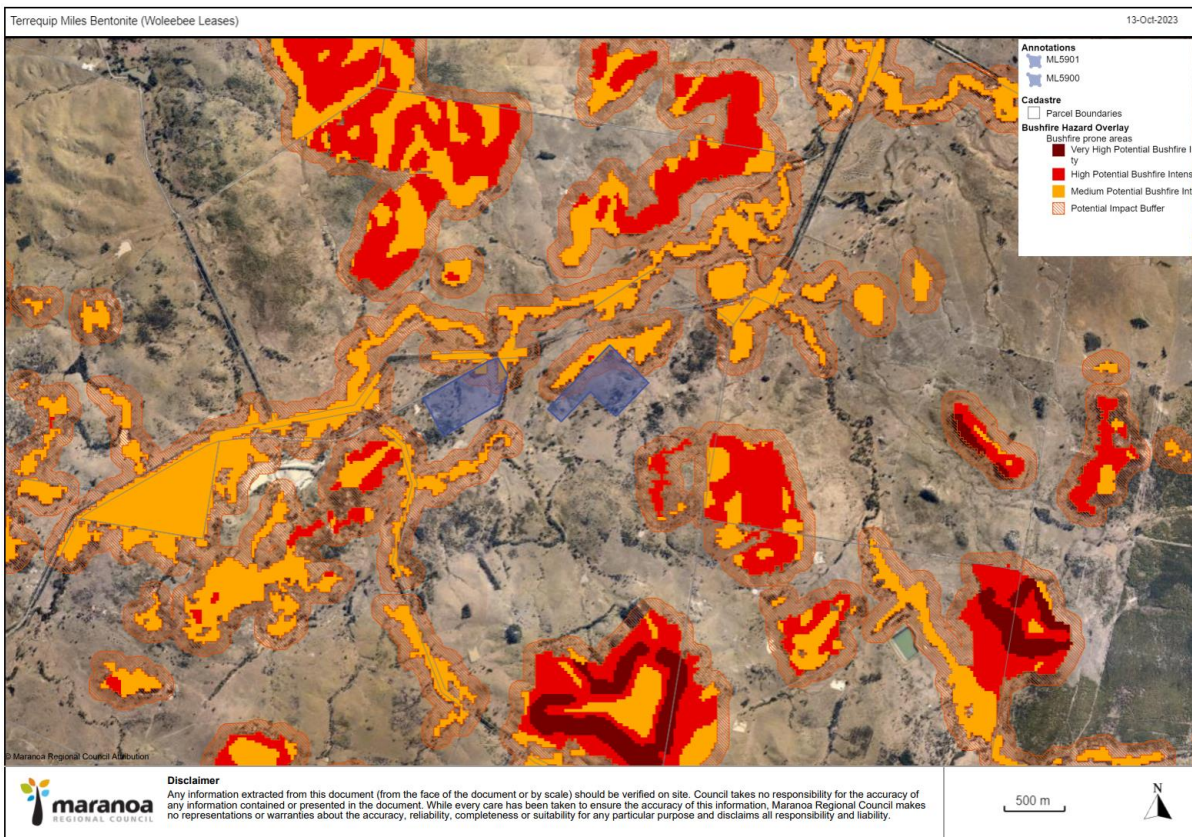 Terrequip Miles Bentonite (Woleebee Leases)
13-Oct-2023
Annotations
ML5901
ML5900
Cadastre
Parcel Boundaries
Bushfire Hazard Overlay
Bushfire prone areas
Very High Potential Bushfire I
ty
High Potential Bushfire Intens
Medium Potential Bushfire Int
Potential Impact Buffer
© Maranoa Regional Council Attribution
maranoa
REGIONAL COUNCIL
Disclaimer
Any information extracted from this document (from the face of the document or by scale) should be verified on site. Council takes no responsibility for the accuracy of
any information contained or presented in the document. While every care has been taken to ensure the accuracy of this information, Maranoa Regional Council makes
no representations or warranties about the accuracy, reliability, completeness or suitability for any particular purpose and disclaims all responsibility and liability.
500 m
N